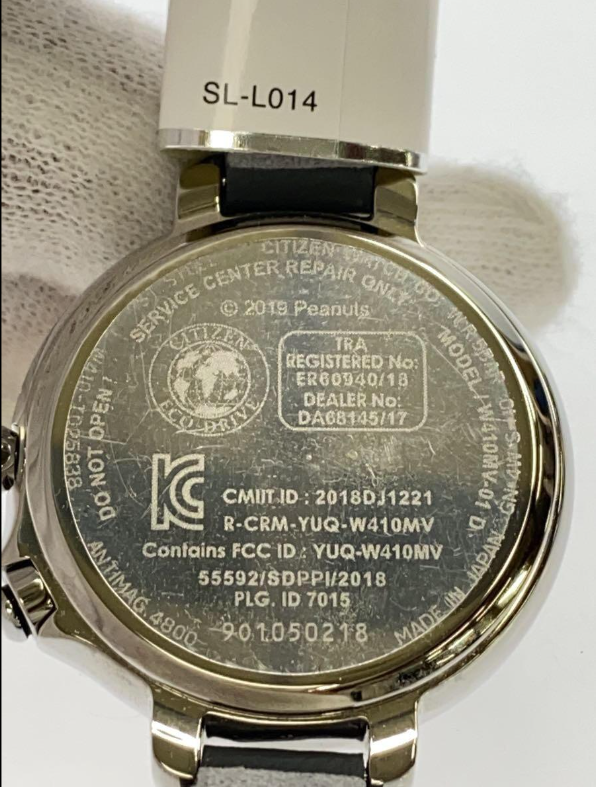 SL-L014
CITIZEN WATCH CO.
SERVICE CENTER REPAIR ONLY
© 2019 Peanuts
CITIZEN
ECO-DRIVE
TRA
REGISTERED No:
ER60940/18
DEALER No:
DA68145/17
DO NOT OPEN!
W410-T025838
MODEL / W410MV-01 D.
CMIIT ID : 2018DJ1221
R-CRM-YUQ-W410MV
Contains FCC ID : YUQ-W410MV
55592/SDPPI/2018
PLG. ID 7015
ANTIMAG. 4800
901050218
MADE IN JAPAN